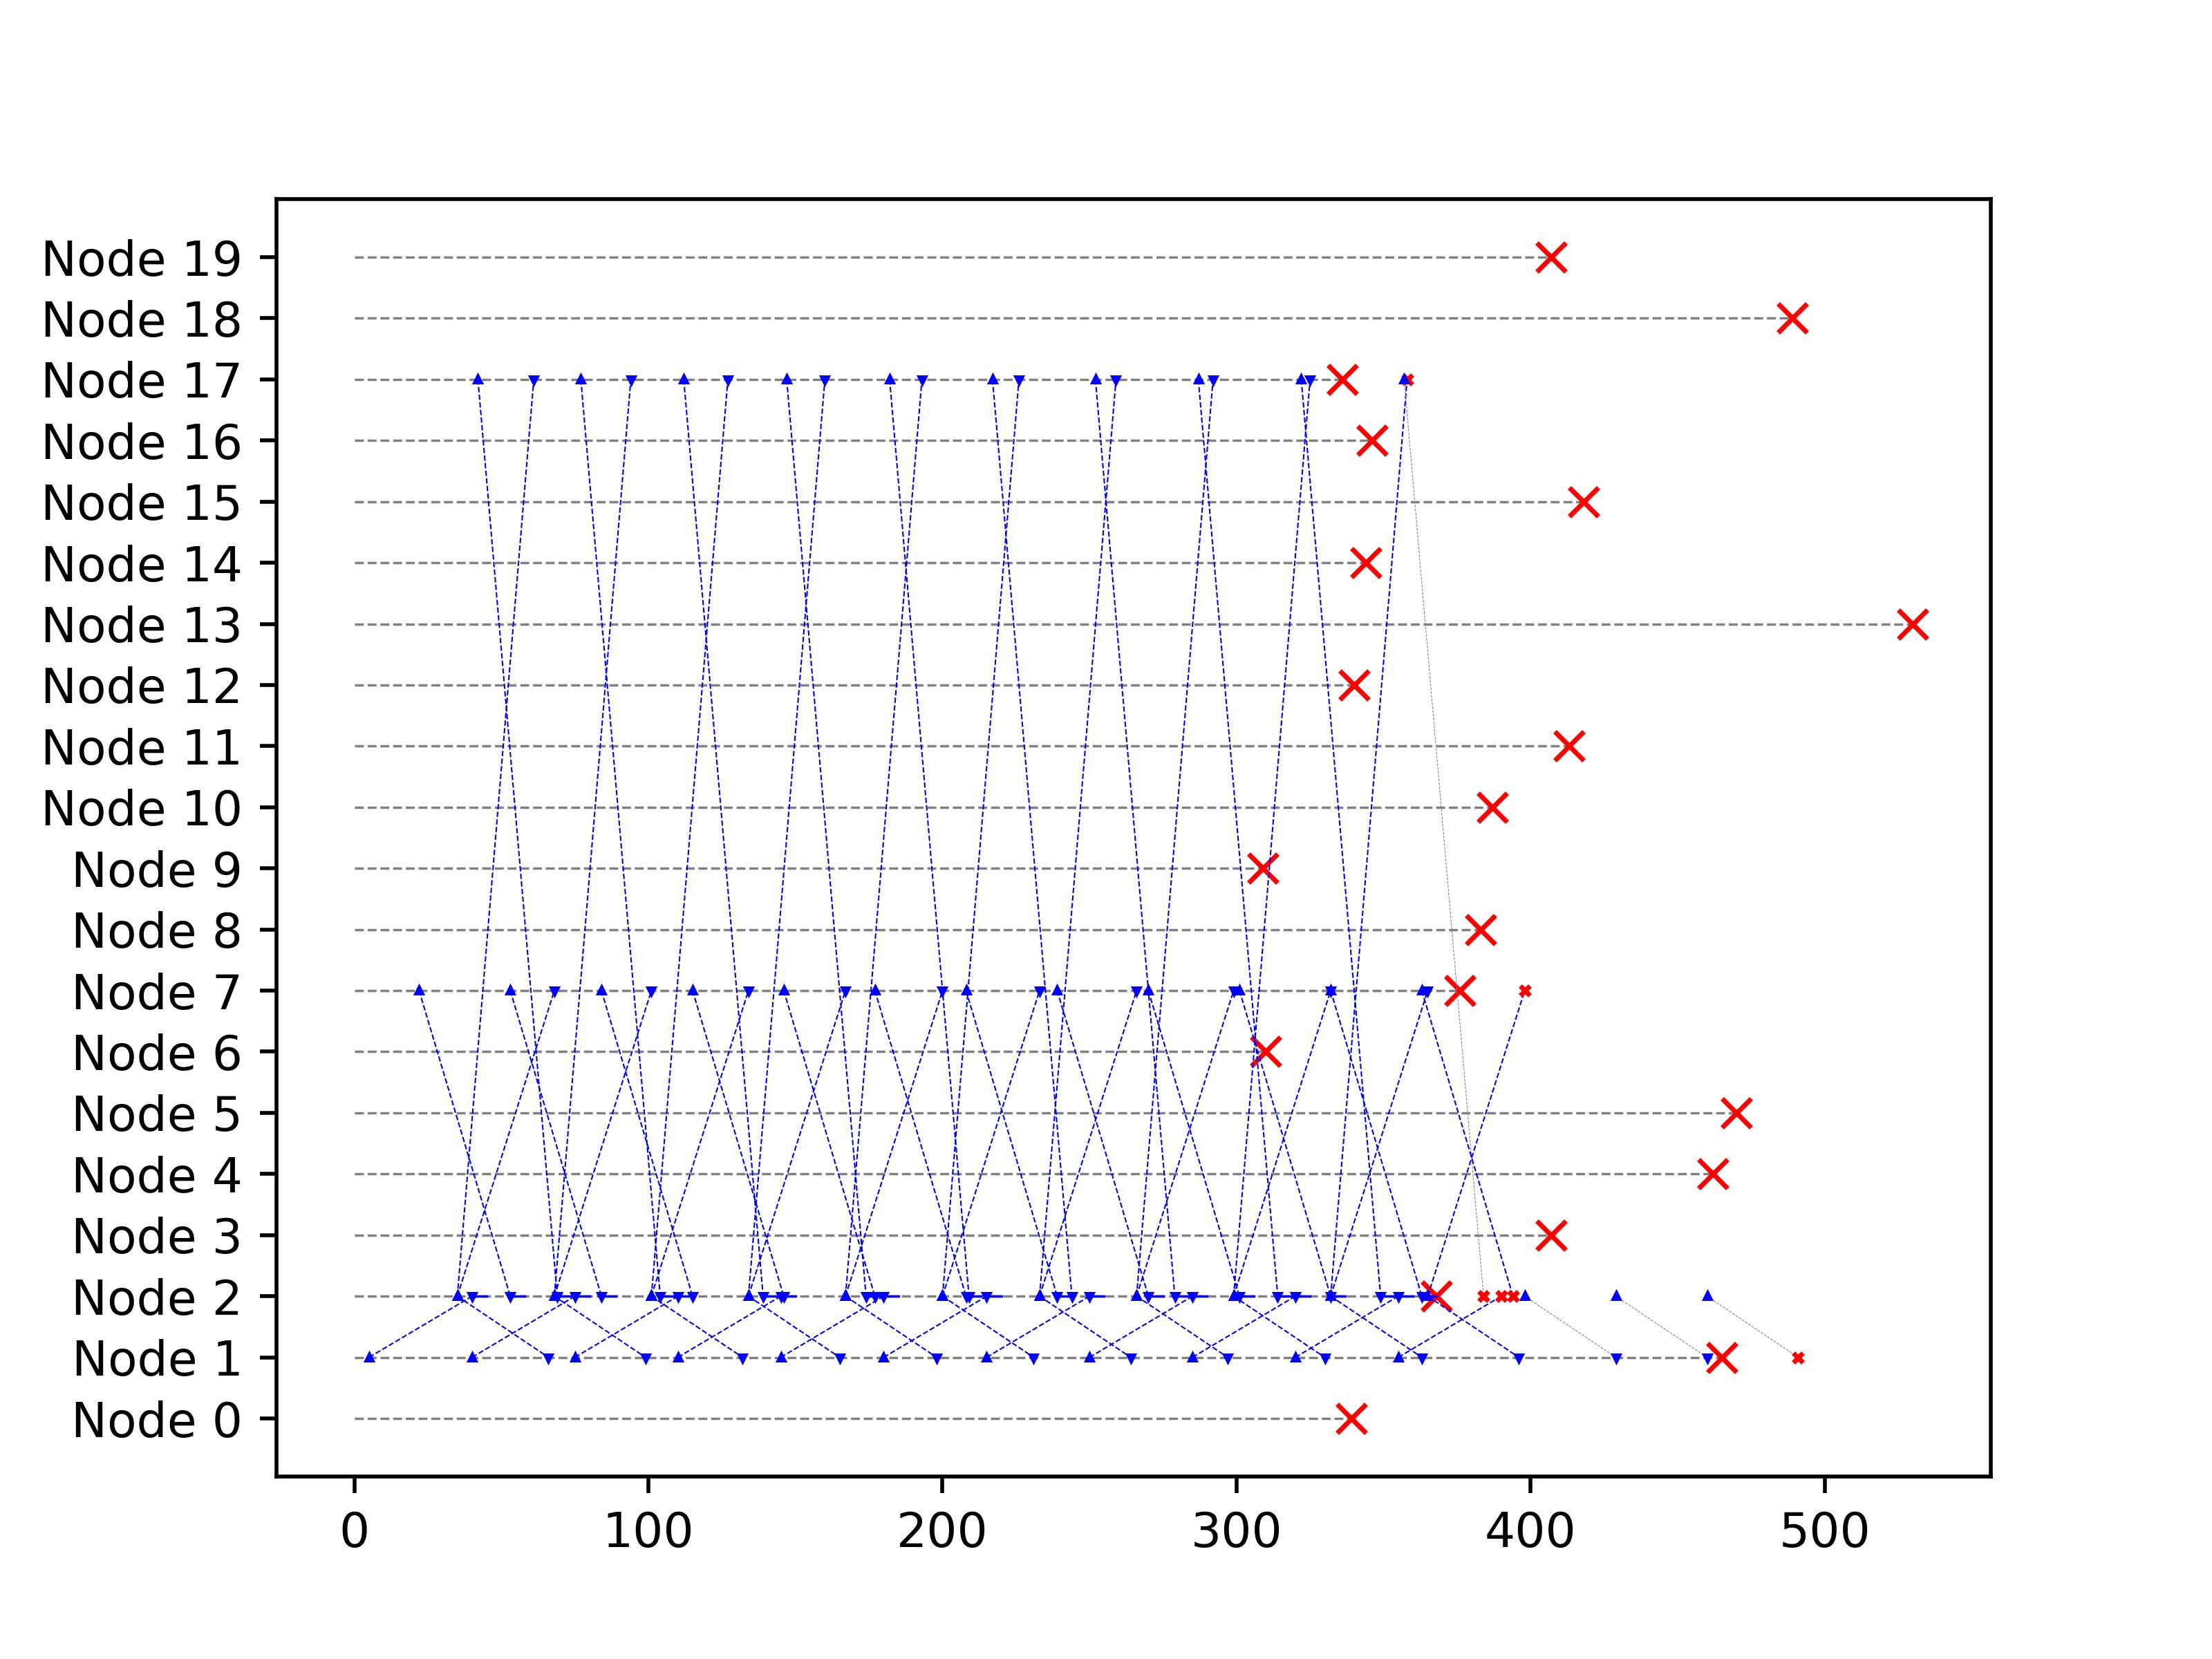 Node 19
Node 18
Node 17
Node 16
Node 15
Node 14
Node 13
Node 12
Node 11
Node 10
Node 9
Node 8
Node 7
Node 6
Node 5
Node 4
Node 3
Node 2
Node 1
Node 0
0 100 200 300 400 500